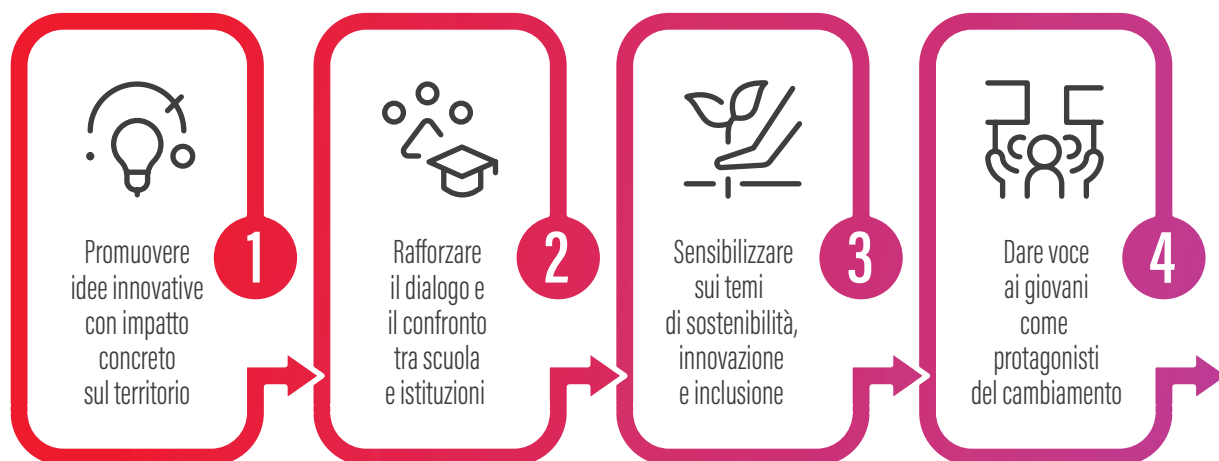 Promuovere
idee innovative
con impatto
concreto
sul territorio
1
Rafforzare
il dialogo e
il confronto
tra scuola
e istituzioni
2
Sensibilizzare
sui temi
di sostenibilità,
innovazione
e inclusione
3
Dare voce
ai giovani
come
protagonisti
del cambiamento
4